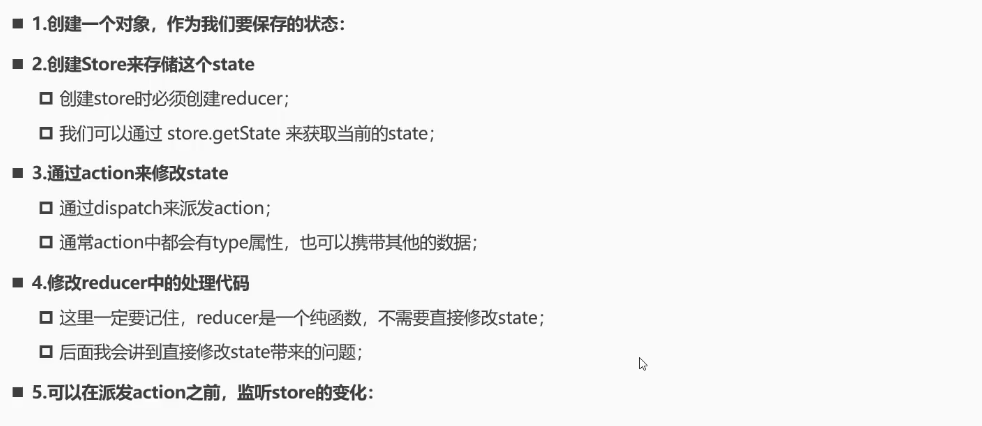 ■ 1.创建一个对象，作为我们要保存的状态：
■ 2.创建Store来存储这个state
创建store时必须创建reducer；
我们可以通过 store.getState 来获取当前的state；
■ 3.通过action来修改state
通过dispatch来派发action；
通常action中都会有type属性，也可以携带其他的数据；
■ 4.修改reducer中的处理代码
这里一定要记住，reducer是一个纯函数，不需要直接修改state；
后面我会讲到直接修改state带来的问题；
■ 5.可以在派发action之前，监听store的变化：